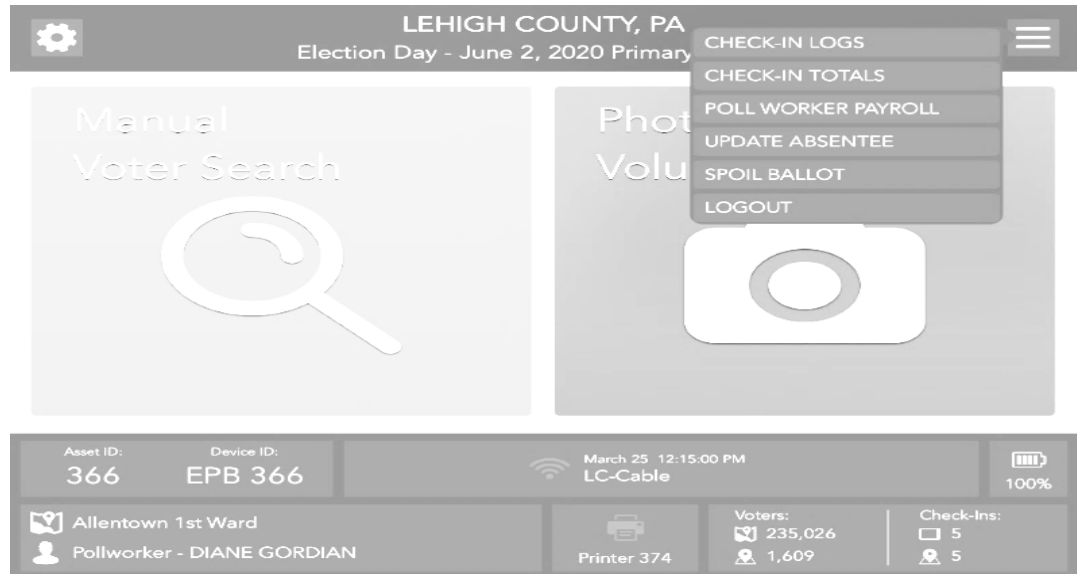 LEHIGH COUNTY, PA
Election Day - June 2, 2020 Primary
CHECK-IN LOGS
CHECK-IN TOTALS
POLL WORKER PAYROLL
UPDATE ABSENTEE
SPOIL BALLOT
LOGOUT
Manual
Voter Search
Phot
Volu
Asset ID:
366
Device ID:
EPB 366
March 25 12:15:00 PM
LC-Cable
100%
Allentown 1st Ward
Pollworker - DIANE GORDIAN
Printer 374
Voters:
235,026
1,609
Check-Ins:
5
5